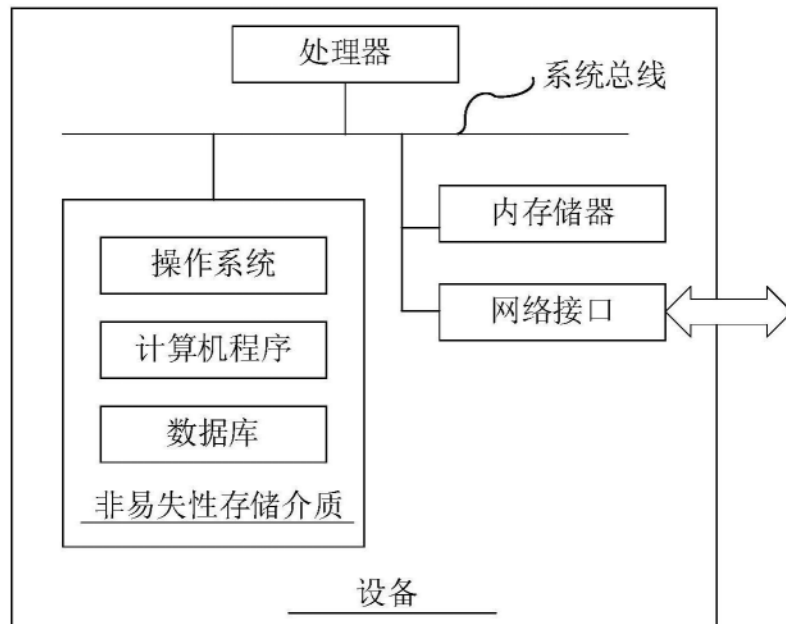 处理器
系统总线
内存储器
操作系统
网络接口
计算机程序
数据库
非易失性存储介质
设备